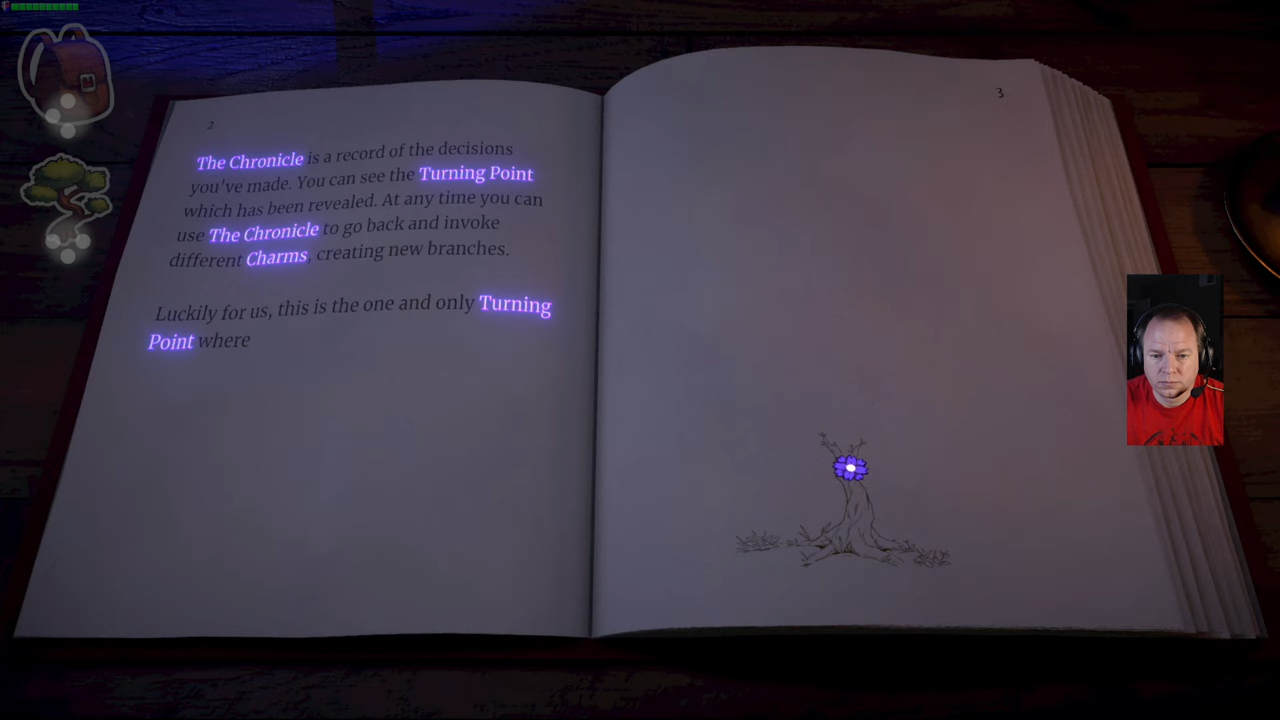 2
The Chronicle is a record of the decisions
you've made. You can see the Turning Point
which has been revealed. At any time you can
use The Chronicle to go back and invoke
different Charms, creating new branches.
Luckily for us, this is the one and only Turning
Point where
3